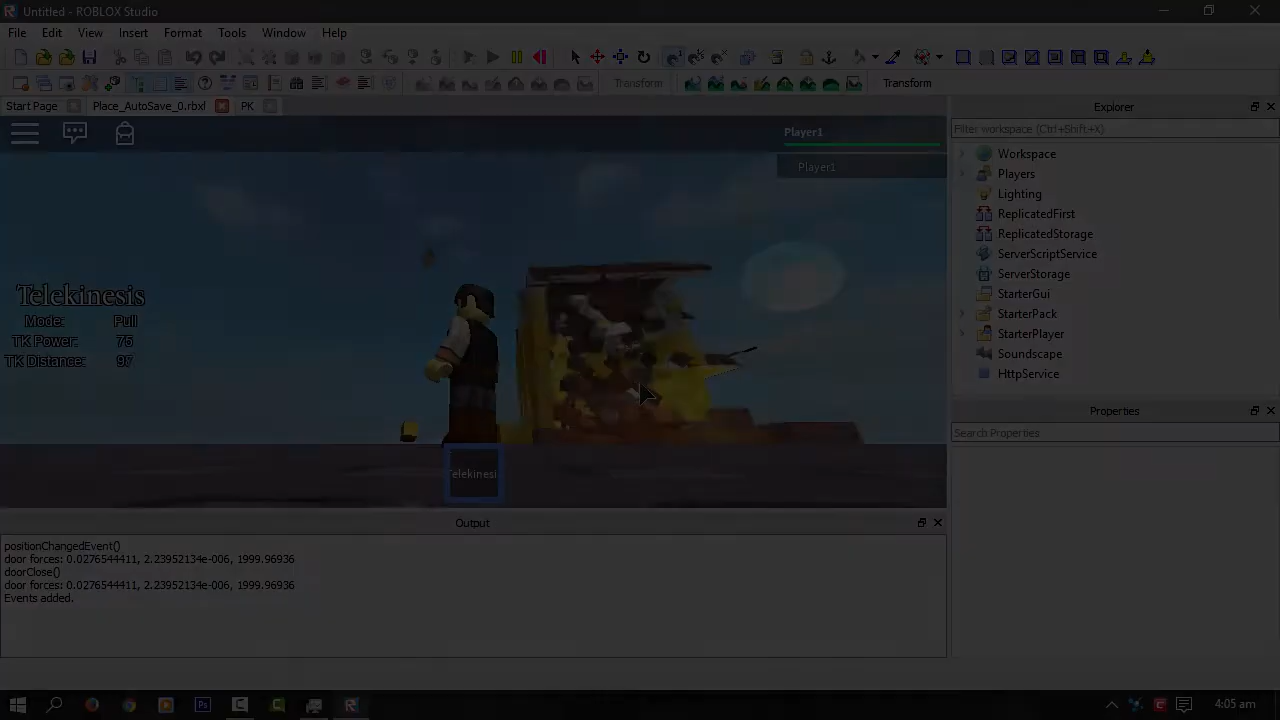 Untitled - ROBLOX Studio
File Edit View Insert Format Tools Window Help
Transform Transform
Start Page Place_AutoSave_0.rbxl PK
Explorer
Filter workspace (Ctrl+Shift+X)
Player1
Player1
Workspace
Players
Lighting
ReplicatedFirst
ReplicatedStorage
ServerScriptService
ServerStorage
StarterGui
StarterPack
StarterPlayer
Soundscape
HttpService
Telekinesis
Mode: Pull
TK Power: 75
TK Distance: 97
Telekinesi
Properties
Search Properties
Output
positionChangedEvent()
door forces: 0.0276544411, 2.23952134e-006, 1999.96936
doorClose()
door forces: 0.0276544411, 2.23952134e-006, 1999.96936
Events added.
Ps
4:05 am